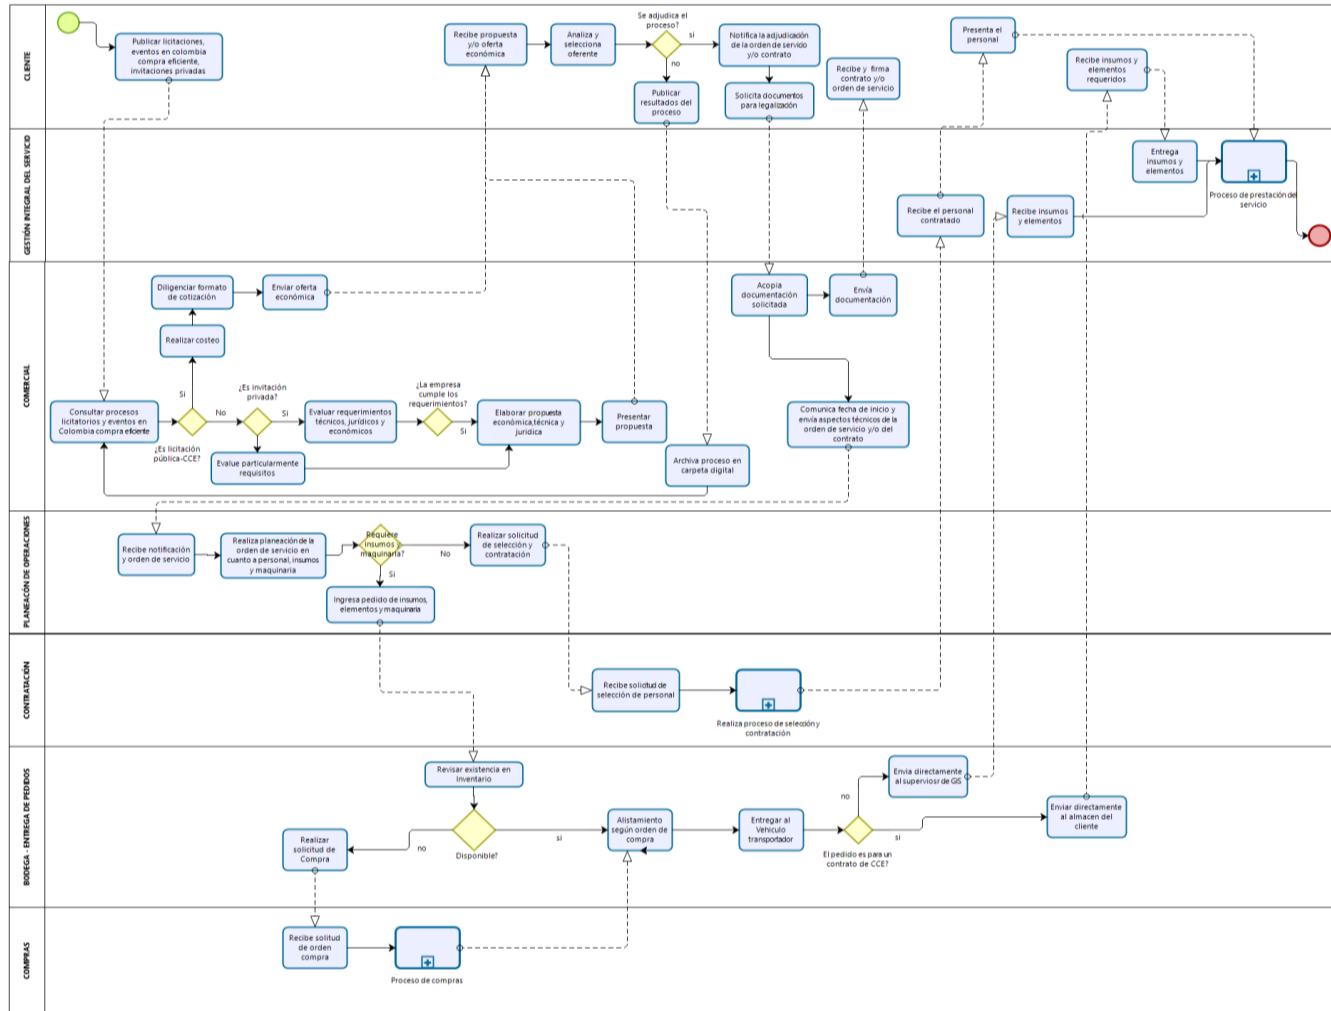 CLIENTE
Publicar licitaciones,
eventos en colombia
compra eficiente,
invitaciones privadas
Recibe propuesta
y/o oferta
económica
Analiza y
selecciona
oferente
Se adjudica el
proceso?
si
no
Notifica la adjudicación
de la orden de servicio
y/o contrato
Publicar
resultados del
proceso
Solicita documentos
para legalización
Recibe y firma
contrato y/o
orden de servicio
Presenta el
personal
Recibe insumos y
elementos
requeridos
GESTIÓN INTEGRAL DEL SERVICIO
Recibe el personal
contratado
Recibe insumos
y elementos
Entrega
insumos y
elementos
Proceso de prestación del
servicio
COMERCIAL
Diligenciar formato
de cotización
Enviar oferta
económica
Realizar costeo
Consultar procesos
licitatorios y eventos en
Colombia compra eficiente
Si
No
¿Es licitación
pública-CCE?
¿Es invitación
privada?
Si
Evalue particularmente
requisitos
Evaluar requerimientos
técnicos, jurídicos y
económicos
¿La empresa
cumple los
requerimientos?
Si
Elaborar propuesta
económica,técnica y
juridica
Presentar
propuesta
Archiva proceso en
carpeta digital
Acopia
documentación
solicitada
Envía
documentación
Comunica fecha de inicio y
envía aspectos técnicos de la
orden de servicio y/o del
contrato
PLANEACÓN DE OPERACIONES
Recibe notificación
y orden de servicio
Realiza planeación de la
orden de servicio en
cuanto a personal, insumos
y maquinaria
Requiere
insumos y
maquinaria?
No
Si
Realizar solicitud
de selección y
contratación
Ingresa pedido de insumos,
elementos y maquinaria
CONTRATACIÓN
Recibe solicitud de
selección de personal
Realiza proceso de selección y
contratación
BODEGA - ENTREGA DE PEDIDOS
Revisar existencia en
Inventario
Disponible?
no
si
Realizar
solicitud de
Compra
Alistamiento
según orden de
compra
Entregar al
Vehiculo
transportador
El pedido es para un
contrato de CCE?
no
si
Envia directamente
al superviosr de GIS
Enviar directamente
al almacen del
cliente
COMPRAS
Recibe solitud
de orden
compra
Proceso de compras